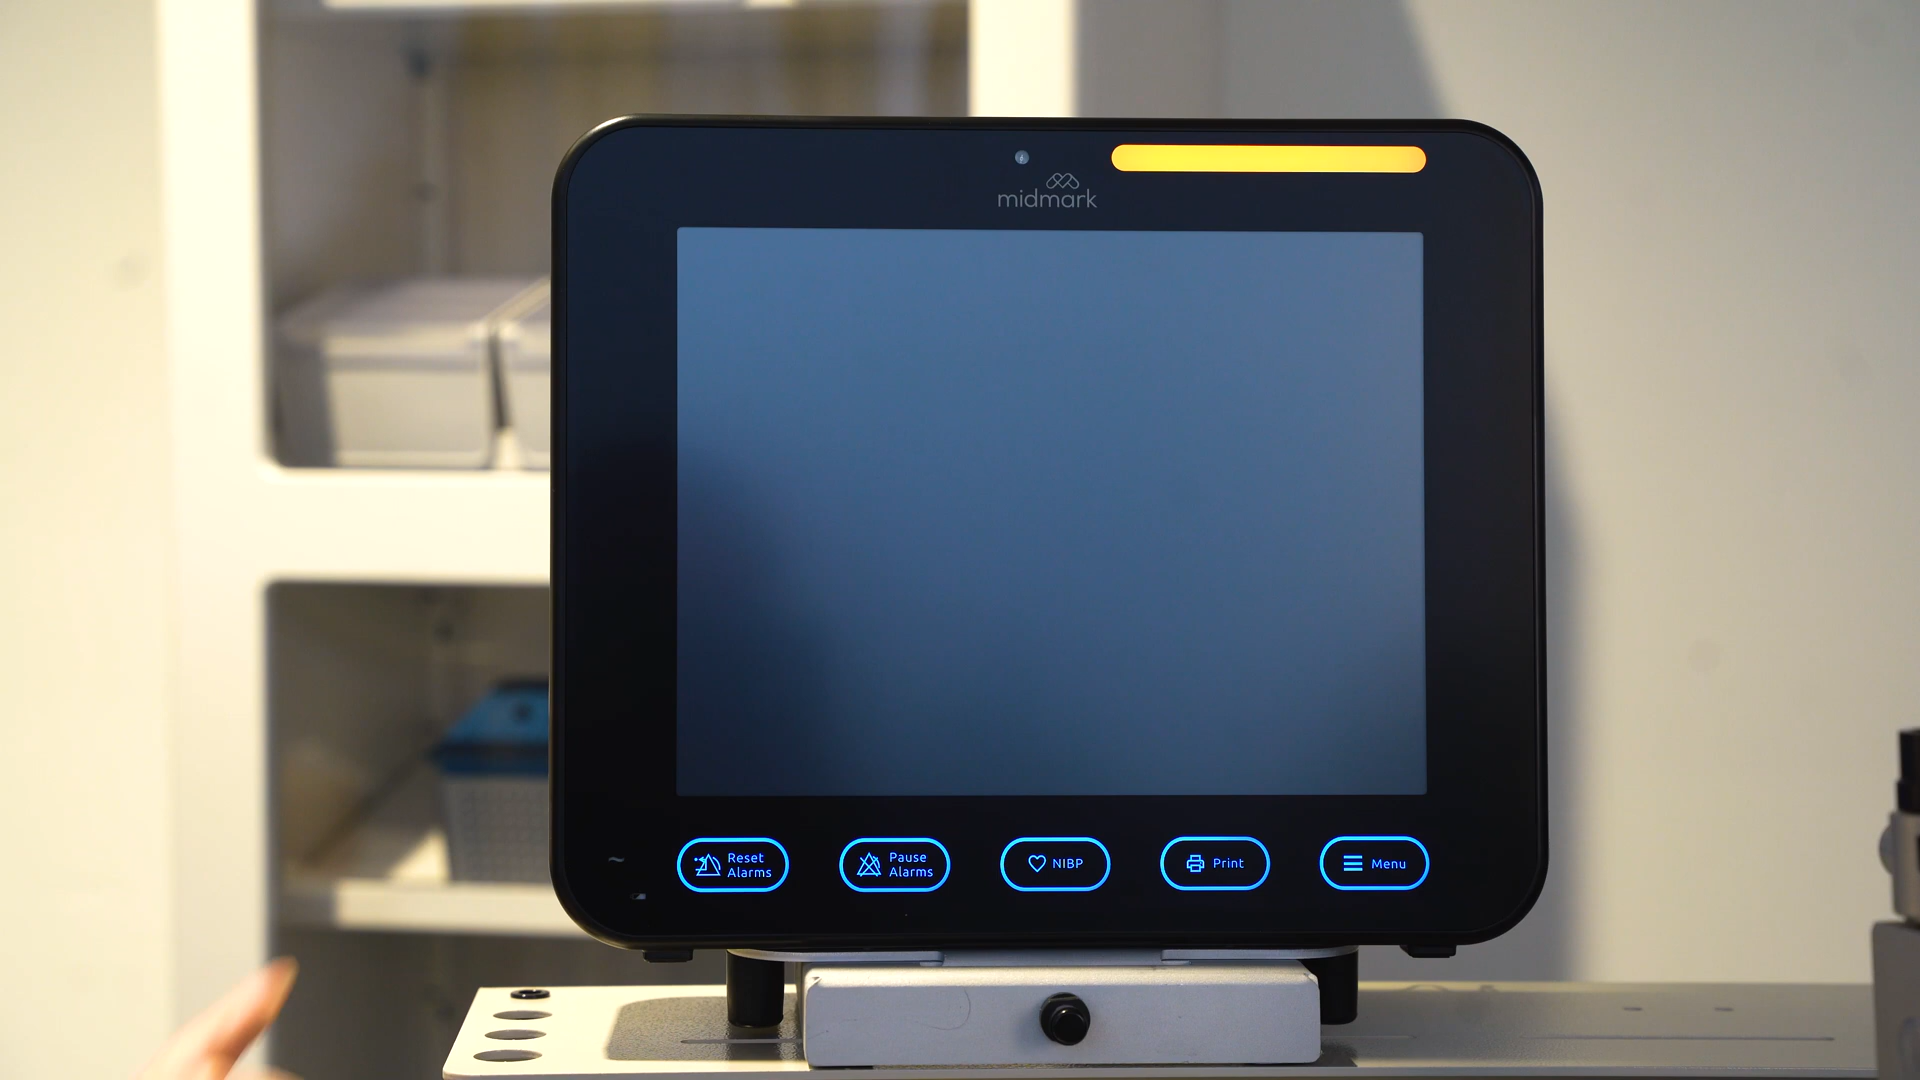 midmark
Reset
Alarms
Pause
Alarms
NIBP
Print
Menu